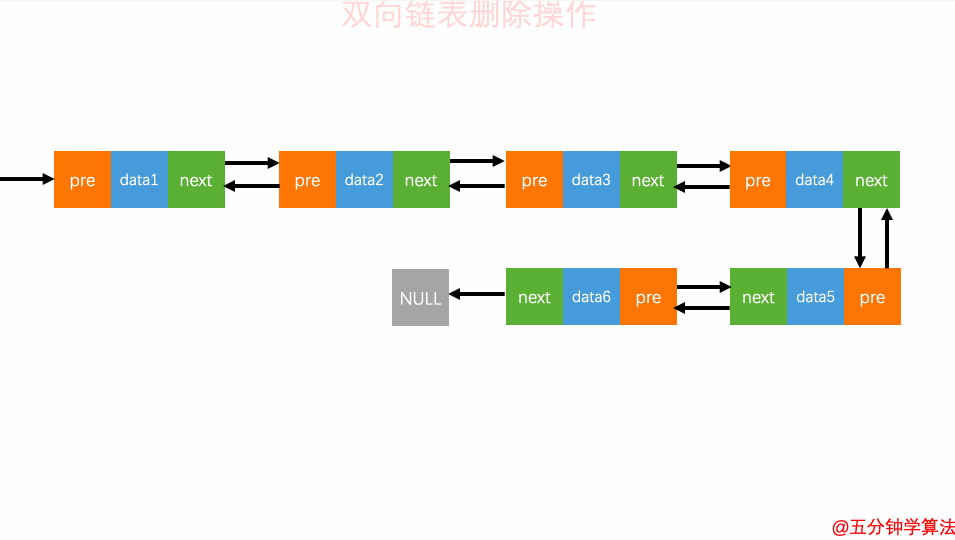 双向链表删除操作
pre data1 next pre data2 next pre data3 next pre data4 next
NULL next data6 pre next data5 pre
@五分钟学算法